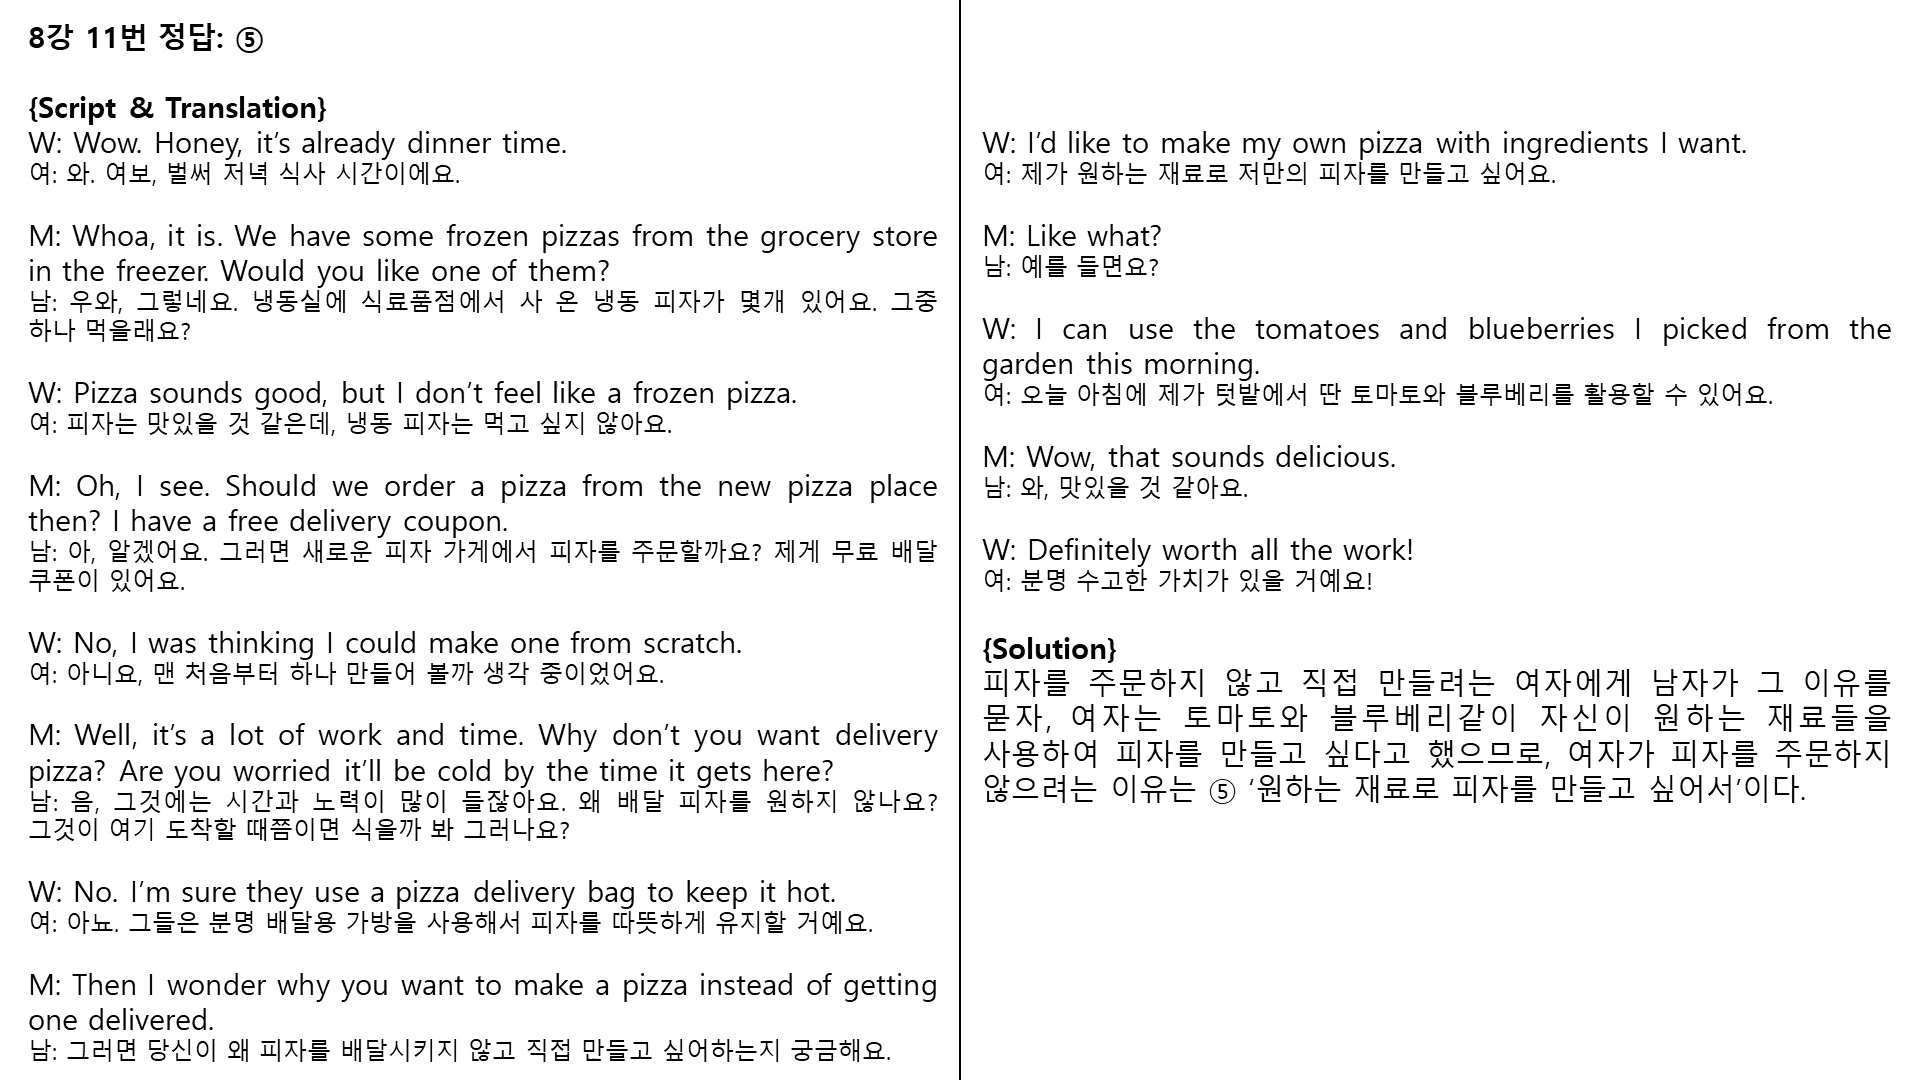 8강 11번 정답: ⑤
{Script & Translation}
W: Wow. Honey, it’s already dinner time.
여: 와. 여보, 벌써 저녁 식사 시간이에요.
M: Whoa, it is. We have some frozen pizzas from the grocery store
in the freezer. Would you like one of them?
남: 우와, 그렇네요. 냉동실에 식료품점에서 사 온 냉동 피자가 몇개 있어요. 그중
하나 먹을래요?
W: Pizza sounds good, but I don’t feel like a frozen pizza.
여: 피자는 맛있을 것 같은데, 냉동 피자는 먹고 싶지 않아요.
M: Oh, I see. Should we order a pizza from the new pizza place
then? I have a free delivery coupon.
남: 아, 알겠어요. 그러면 새로운 피자 가게에서 피자를 주문할까요? 제게 무료 배달
쿠폰이 있어요.
W: No, I was thinking I could make one from scratch.
여: 아니요, 맨 처음부터 하나 만들어 볼까 생각 중이었어요.
M: Well, it’s a lot of work and time. Why don’t you want delivery
pizza? Are you worried it’ll be cold by the time it gets here?
남: 음, 그것에는 시간과 노력이 많이 들잖아요. 왜 배달 피자를 원하지 않나요?
그것이 여기 도착할 때쯤이면 식을까 봐 그러나요?
W: No. I’m sure they use a pizza delivery bag to keep it hot.
여: 아뇨. 그들은 분명 배달용 가방을 사용해서 피자를 따뜻하게 유지할 거예요.
M: Then I wonder why you want to make a pizza instead of getting
one delivered.
남: 그러면 당신이 왜 피자를 배달시키지 않고 직접 만들고 싶어하는지 궁금해요.
W: I’d like to make my own pizza with ingredients I want.
여: 제가 원하는 재료로 저만의 피자를 만들고 싶어요.
M: Like what?
남: 예를 들면요?
W: I can use the tomatoes and blueberries I picked from the
garden this morning.
여: 오늘 아침에 제가 텃밭에서 딴 토마토와 블루베리를 활용할 수 있어요.
M: Wow, that sounds delicious.
남: 와, 맛있을 것 같아요.
W: Definitely worth all the work!
여: 분명 수고한 가치가 있을 거예요!
{Solution}
피자를 주문하지 않고 직접 만들려는 여자에게 남자가 그 이유를
묻자, 여자는 토마토와 블루베리같이 자신이 원하는 재료들을
사용하여 피자를 만들고 싶다고 했으므로, 여자가 피자를 주문하지
않으려는 이유는 ⑤ ‘원하는 재료로 피자를 만들고 싶어서’이다.